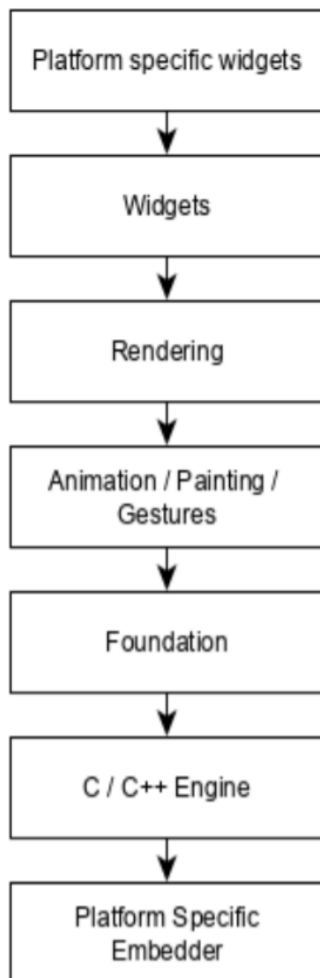 Platform specific widgets
Widgets
Rendering
Animation / Painting /
Gestures
Foundation
C / C++ Engine
Platform Specific
Embedder